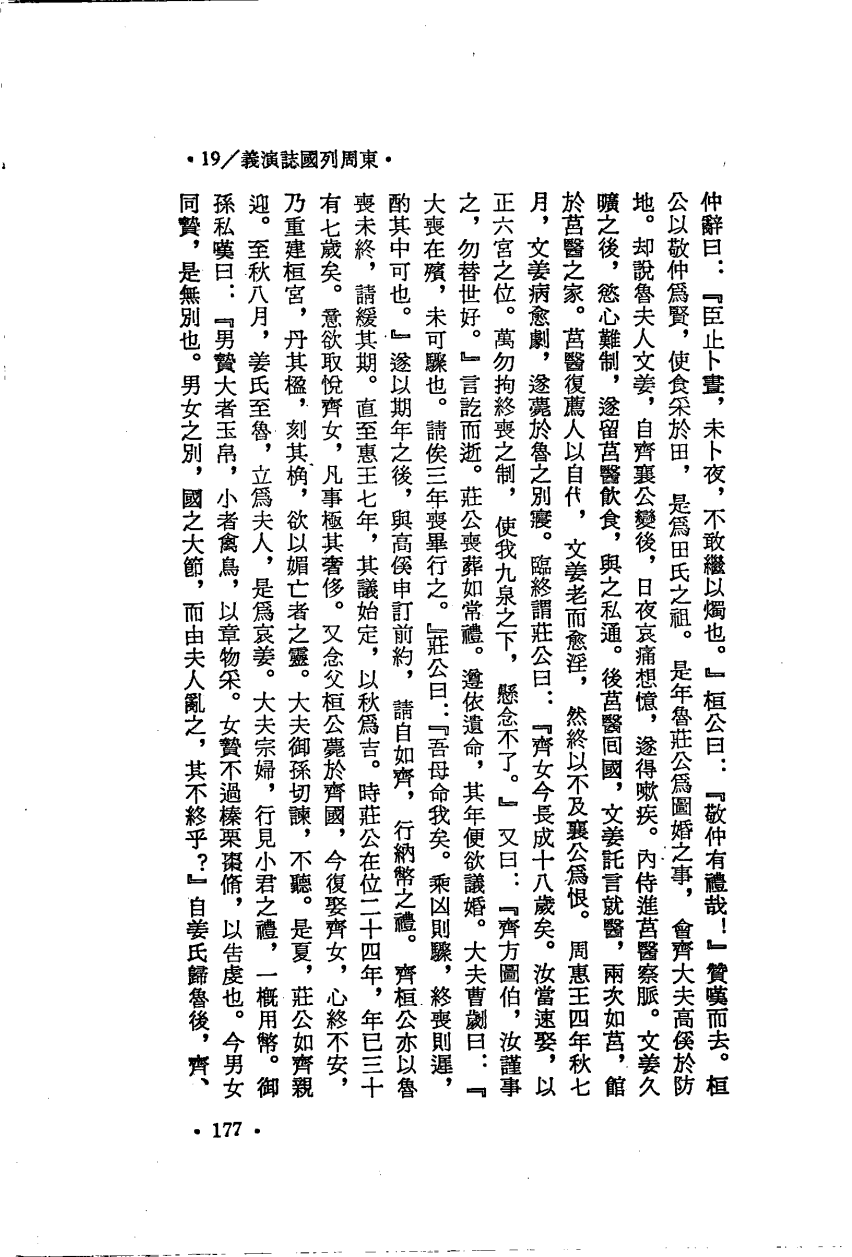 •東周列國誌演義/19•
仲辭曰：『臣止卜晝，未卜夜，不敢繼以燭也。』桓公曰：『敬仲有禮哉！』贊嘆而去。桓
公以敬仲爲賢，使食采於田，是爲田氏之祖。是年魯莊公爲圖婚之事，會齊大夫高傒於防
地。却說魯夫人文姜，自齊襄公變後，日夜哀痛想憶，遂得嗽疾。內侍進莒醫察脈。文姜久
曠之後，慾心難制，遂留莒醫飲食，與之私通。後莒醫囘國，文姜託言就醫，兩次如莒，館
於莒醫之家。莒醫復薦人以自代，文姜老而愈淫，然終以不及襄公爲恨。周惠王四年秋七
月，文姜病愈劇，遂薨於魯之別寢。臨終謂莊公曰：『齊女今長成十八歲矣。汝當速娶，以
正六宮之位。萬勿拘終喪之制，使我九泉之下，懸念不了。』又曰：『齊方圖伯，汝謹事
之，勿替世好。』言訖而逝。莊公喪葬如常禮。遵依遺命，其年便欲議婚。大夫曹劌曰：『
大喪在殯，未可驟也。請俟三年喪畢行之。』莊公曰：『吾母命我矣。乘凶則驟，終喪則遲，
酌其中可也。』遂以期年之後，與高傒申訂前約，請自如齊，行納幣之禮。齊桓公亦以魯
喪未終，請緩其期。直至惠王七年，其議始定，以秋爲吉。時莊公在位二十四年，年已三十
有七歲矣。意欲取悅齊女，凡事極其奢侈。又念父桓公薨於齊國，今復娶齊女，心終不安，
乃重建桓宮，丹其楹，刻其桷，欲以媚亡者之靈。大夫御孫切諫，不聽。是夏，莊公如齊親
迎。至秋八月，姜氏至魯，立爲夫人，是爲哀姜。大夫宗婦，行見小君之禮，一槪用幣。御
孫私嘆曰：『男贄大者玉帛，小者禽鳥，以章物采。女贄不過榛栗棗脩，以告虔也。今男女
同贄，是無別也。男女之別，國之大節，而由夫人亂之，其不終乎？』自姜氏歸魯後，齊、
•177•